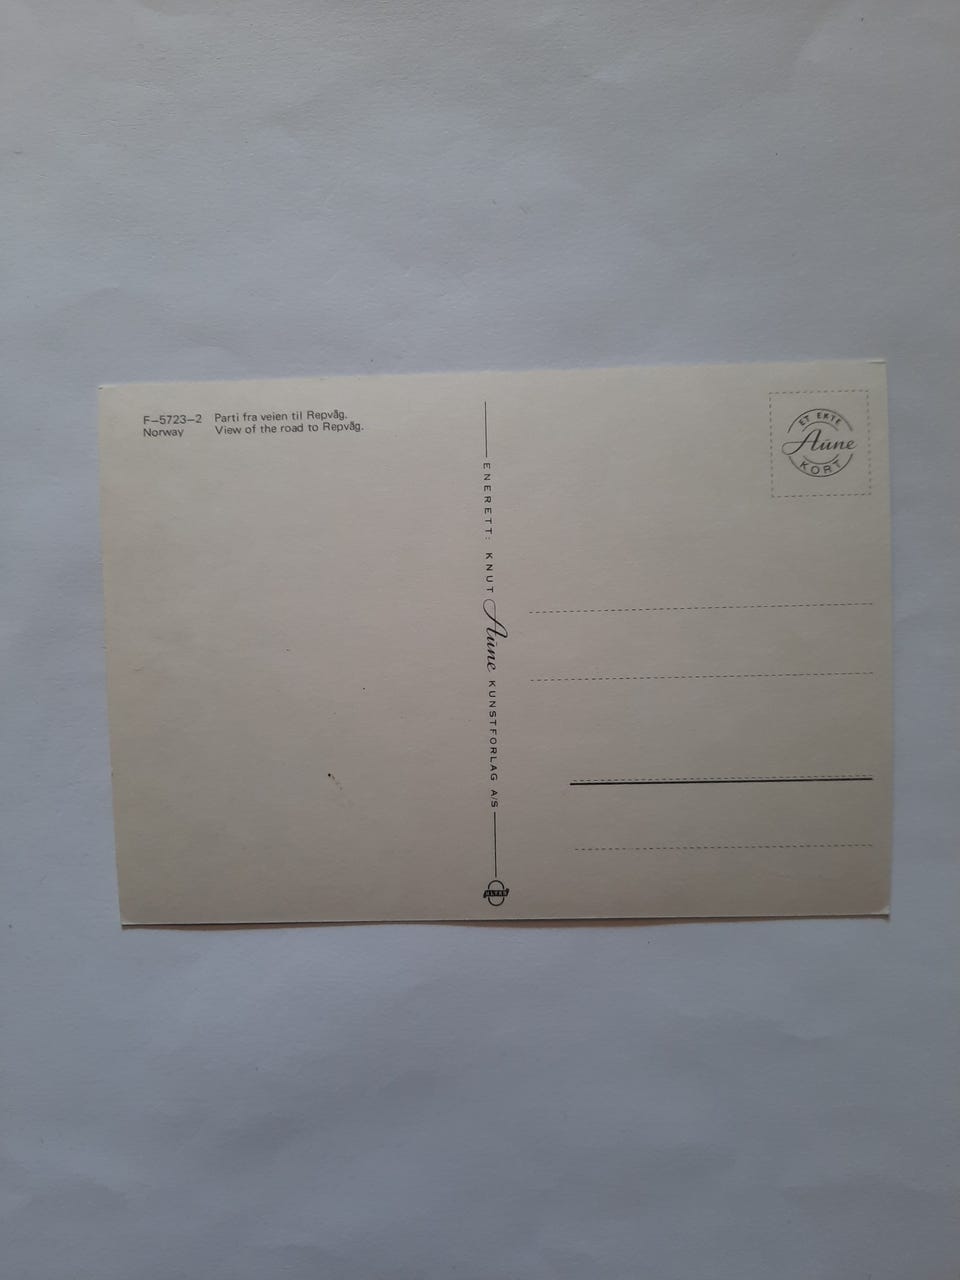 F-5723-2 Parti fra veien til Repvåg.
Norway View of the road to Repvåg.
ENERETT: KNUT Aune KUNSTFORLAG A/S
ET EKTE
Aune
KORT